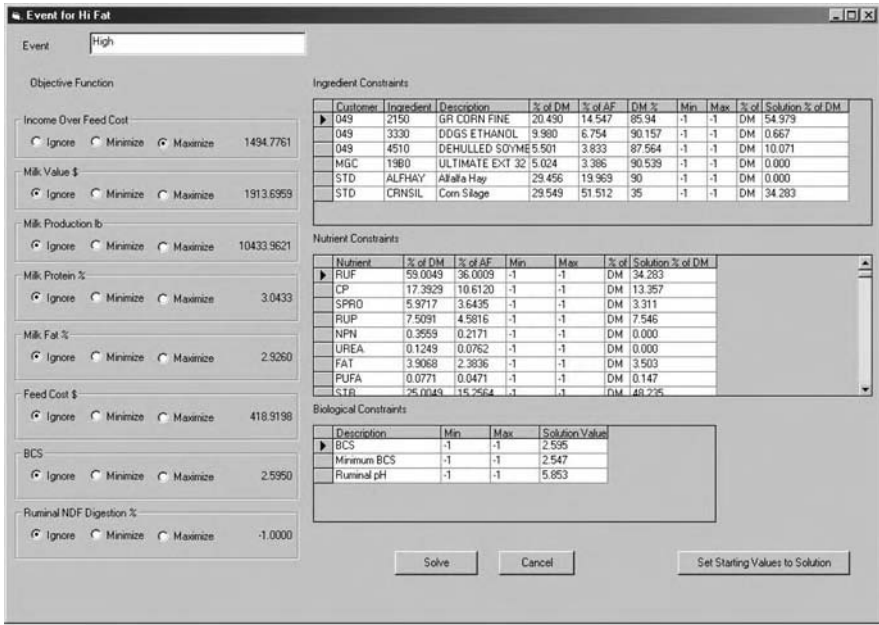 Event for Hi Fat
Event High
Objective Function
Income Over Feed Cost
Ignore Minimize Maximize 1494.7761
Milk Value $
Ignore Minimize Maximize 1913.6959
Milk Production lb
Ignore Minimize Maximize 10433.9621
Milk Protein %
Ignore Minimize Maximize 3.0433
Milk Fat %
Ignore Minimize Maximize 2.9260
Feed Cost $
Ignore Minimize Maximize 418.9198
BCS
Ignore Minimize Maximize 2.5950
Ruminal NDF Digestion %
Ignore Minimize Maximize -1.0000
Ingredient Constraints
Customer Ingredient Description % of DM % of AF DM % Min Max % of Solution % of DM
049 2150 GR CORN FINE 20.490 14.547 85.94 -1 -1 DM 54.979
049 3330 DDGS ETHANOL 9.980 6.754 90.157 -1 -1 DM 0.667
049 4510 DEHULLED SOYME 5.501 3.833 87.564 -1 -1 DM 10.071
MGC 19B0 ULTIMATE EXT 32 5.024 3.386 90.539 -1 -1 DM 0.000
STD ALFHAY Alfalfa Hay 29.456 19.969 90 -1 -1 DM 0.000
STD CRNSIL Corn Silage 29.549 51.512 35 -1 -1 DM 34.283
Nutrient Constraints
Nutrient % of DM % of AF Min Max % of Solution % of DM
RUF 59.0049 36.0009 -1 -1 DM 34.283
CP 17.3929 10.6120 -1 -1 DM 13.357
SPRO 5.9717 3.6435 -1 -1 DM 3.311
RUP 7.5091 4.5816 -1 -1 DM 7.546
NPN 0.3559 0.2171 -1 -1 DM 0.000
UREA 0.1249 0.0762 -1 -1 DM 0.000
FAT 3.9068 2.3836 -1 -1 DM 3.503
PUFA 0.0771 0.0471 -1 -1 DM 0.147
STR 25.0049 15.2564 -1 -1 DM 48.235
Biological Constraints
Description Min Max Solution Value
BCS -1 -1 2.595
Minimum BCS -1 -1 2.547
Ruminal pH -1 -1 5.853
Solve Cancel Set Starting Values to Solution